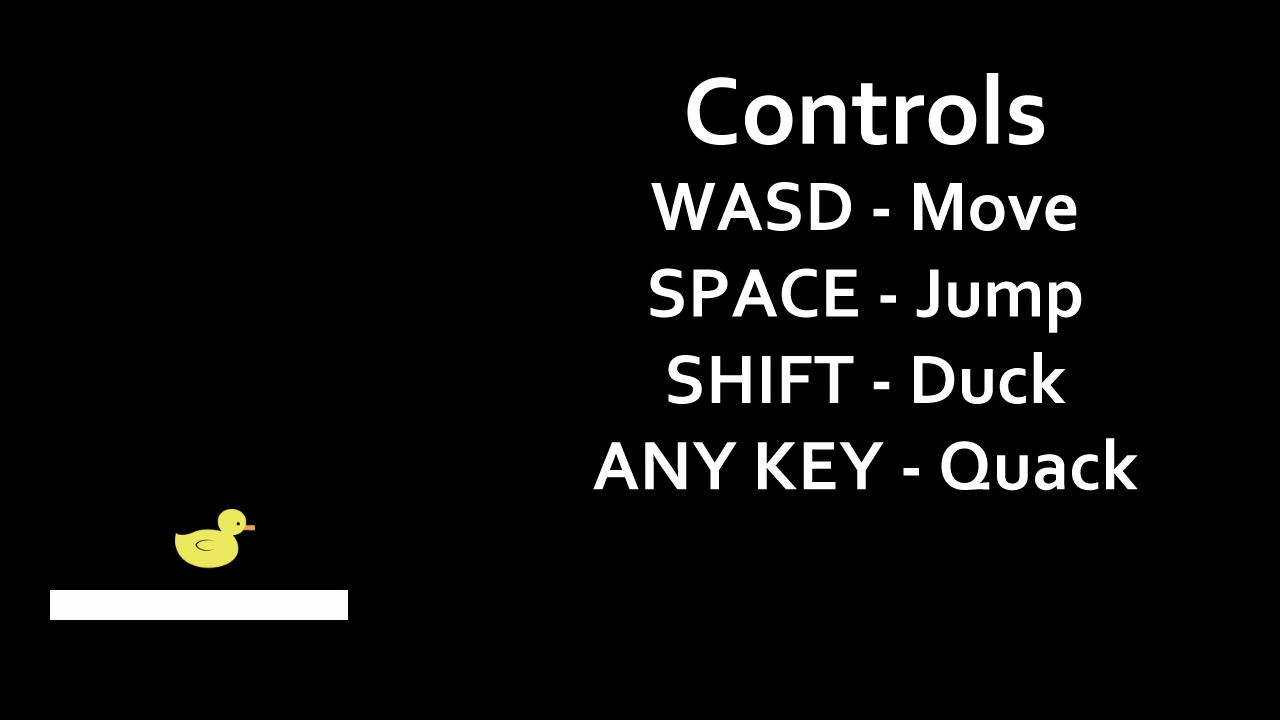 Controls
WASD - Move
SPACE - Jump
SHIFT - Duck
ANY KEY - Quack